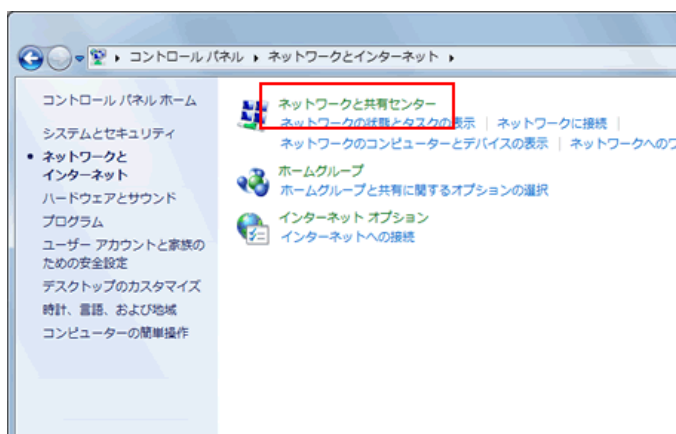 コントロール パネル ▸ ネットワークとインターネット ▸
コントロール パネル ホーム
システムとセキュリティ
• ネットワークと
インターネット
ハードウェアとサウンド
プログラム
ユーザー アカウントと家族の
ための安全設定
デスクトップのカスタマイズ
時計、言語、および地域
コンピューターの簡単操作
ネットワークと共有センター
ネットワークの状態とタスクの表示 | ネットワークに接続 |
ネットワークのコンピューターとデバイスの表示 | ネットワークへのワ
ホームグループ
ホームグループと共有に関するオプションの選択
インターネット オプション
インターネットへの接続